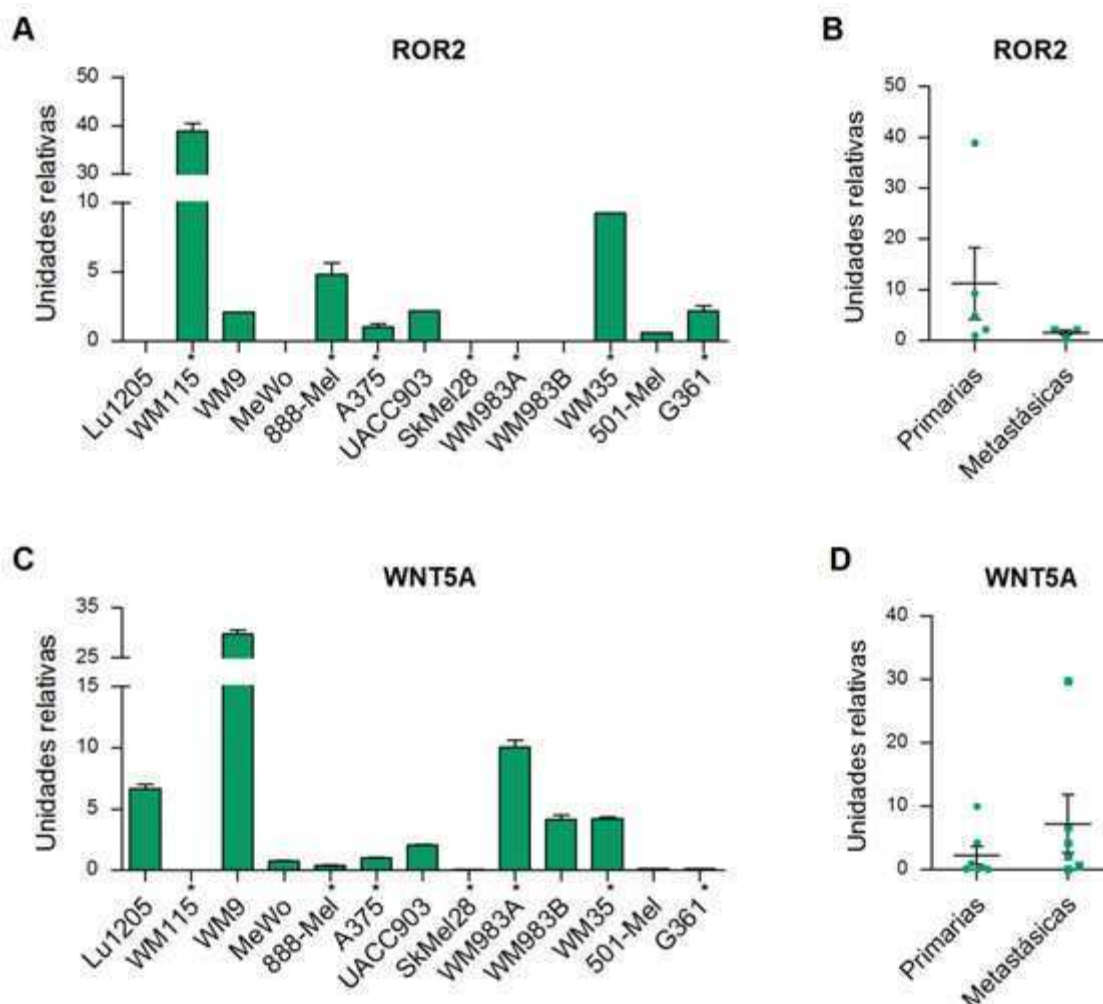 A
ROR2
Unidades relativas
50
40
30
10
5
0
Lu1205
WM115
WM9
MeWo
888-Mel
A375
UACC903
SkMel28
WM983A
WM983B
WM35
501-Mel
G361
B
ROR2
Unidades relativas
50
40
30
20
10
0
Primarias
Metastásicas
C
WNT5A
Unidades relativas
35
25
15
10
5
0
Lu1205
WM115
WM9
MeWo
888-Mel
A375
UACC903
SkMel28
WM983A
WM983B
WM35
501-Mel
G361
D
WNT5A
Unidades relativas
40
30
20
10
0
Primarias
Metastásicas